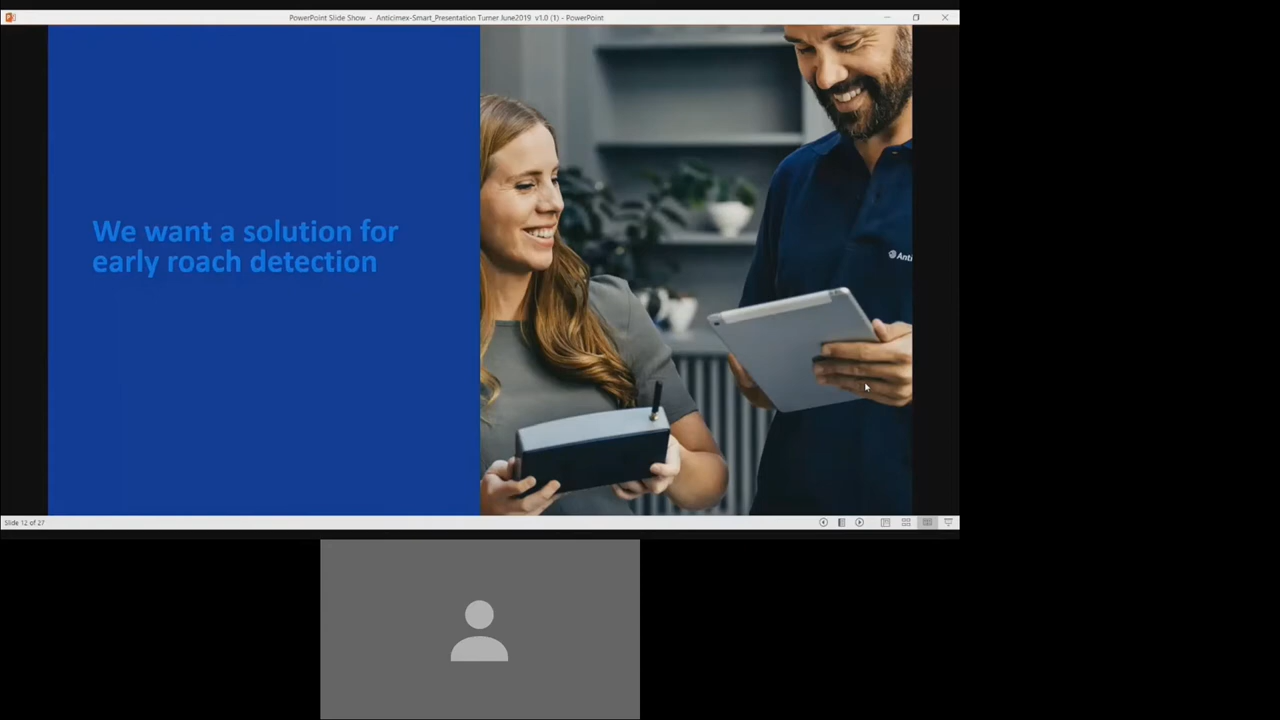 PowerPoint Slide Show - Anticimex-Smart_Presentation Turner June2019 v1.0 (1) - PowerPoint
We want a solution for
early roach detection
Anti
Slide 12 of 27